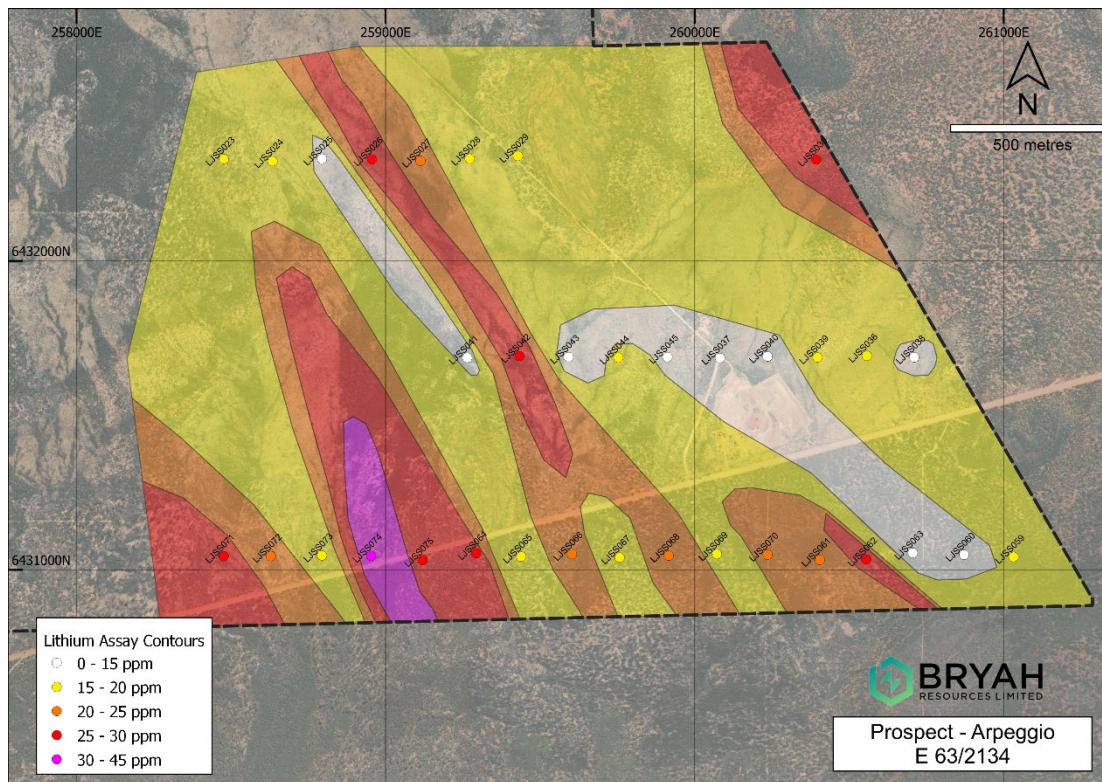 258000E
259000E
260000E
261000E
N
500 metres
LJSS023
LJSS024
LJSS025
LJSS026
LJSS027
LJSS028
LJSS029
6432000N
LJSS041
LJSS042
LJSS043
LJSS044
LJSS045
LJSS037
LJSS040
LJSS039
LJSS036
LJSS038
6431000N
LJSS071
LJSS072
LJSS073
LJSS074
LJSS075
LJSS064
LJSS065
LJSS066
LJSS067
LJSS068
LJSS069
LJSS070
LJSS061
LJSS062
LJSS063
LJSS060
LJSS059
Lithium Assay Contours
0 - 15 ppm
15 - 20 ppm
20 - 25 ppm
25 - 30 ppm
30 - 45 ppm
BRYAH
RESOURCES LIMITED
Prospect - Arpeggio
E 63/2134